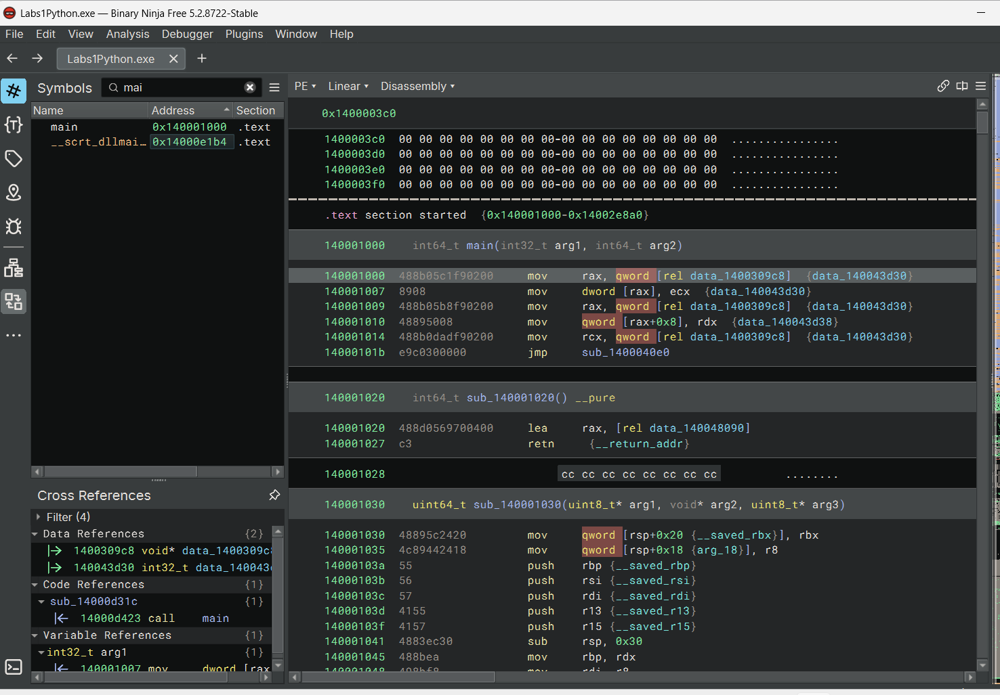 Labs1Python.exe — Binary Ninja Free 5.2.8722-Stable
File Edit View Analysis Debugger Plugins Window Help
Labs1Python.exe
Symbols mai
Name Address Section
main 0x140001000 .text
__scrt_dllmai… 0x14000e1b4 .text
Cross References
Filter (4)
Data References {2}
1400309c8 void* data_1400309c8
140043d30 int32_t data_14004
Code References {1}
sub_14000d31c {1}
14000d423 call main
Variable References {1}
int32_t arg1 {1}
140001007 mov dword [rax
PE Linear Disassembly
0x1400003c0
1400003c0 00 00 00 00 00 00 00 00-00 00 00 00 00 00 00 00 ................
1400003d0 00 00 00 00 00 00 00 00-00 00 00 00 00 00 00 00 ................
1400003e0 00 00 00 00 00 00 00 00-00 00 00 00 00 00 00 00 ................
1400003f0 00 00 00 00 00 00 00 00-00 00 00 00 00 00 00 00 ................
.text section started {0x140001000-0x14002e8a0}
140001000 int64_t main(int32_t arg1, int64_t arg2)
140001000 488b05c1f90200 mov rax, qword [rel data_1400309c8] {data_140043d30}
140001007 8908 mov dword [rax], ecx {data_140043d30}
140001009 488b05b8f90200 mov rax, qword [rel data_1400309c8] {data_140043d30}
140001010 48895008 mov qword [rax+0x8], rdx {data_140043d38}
140001014 488b0dadf90200 mov rcx, qword [rel data_1400309c8] {data_140043d30}
14000101b e9c0300000 jmp sub_1400040e0
140001020 int64_t sub_140001020() __pure
140001020 488d0569700400 lea rax, [rel data_140048090]
140001027 c3 retn {__return_addr}
140001028 cc cc cc cc cc cc cc cc ........
140001030 uint64_t sub_140001030(uint8_t* arg1, void* arg2, uint8_t* arg3)
140001030 48895c2420 mov qword [rsp+0x20 {__saved_rbx}], rbx
140001035 4c89442418 mov qword [rsp+0x18 {arg_18}], r8
14000103a 55 push rbp {__saved_rbp}
14000103b 56 push rsi {__saved_rsi}
14000103c 57 push rdi {__saved_rdi}
14000103d 4155 push r13 {__saved_r13}
14000103f 4157 push r15 {__saved_r15}
140001041 4883ec30 sub rsp, 0x30
140001045 488bea mov rbp, rdx
140001048 498bf8 mov rdi, r8